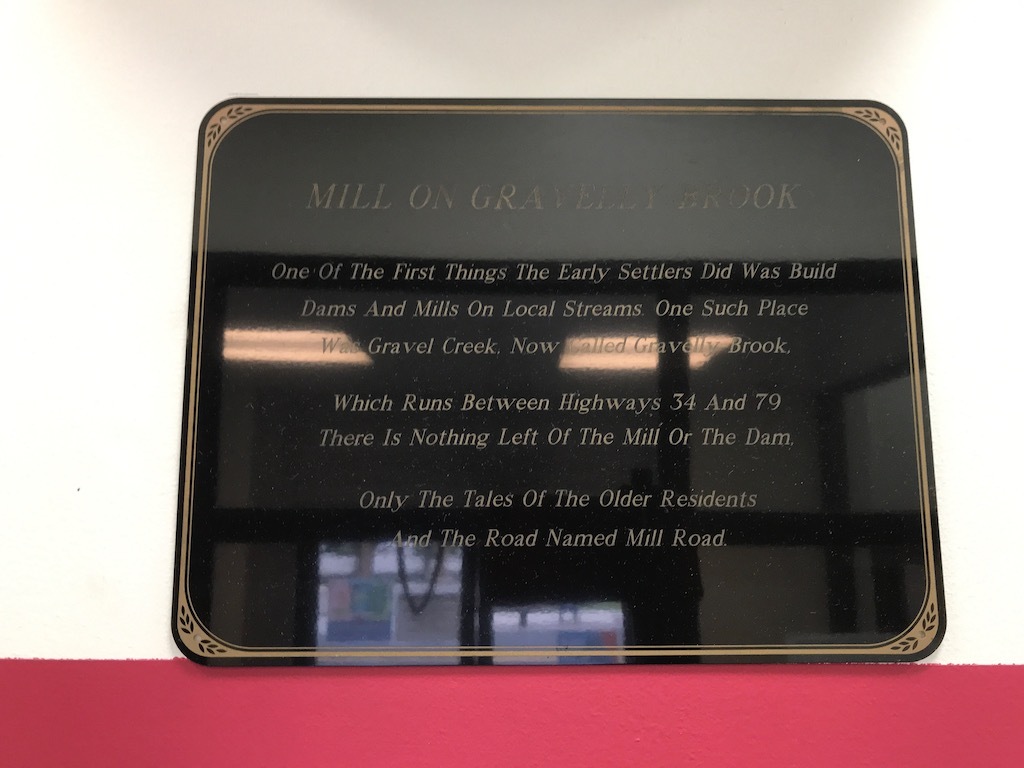 MILL ON GRAVELLY BROOK
One Of The First Things The Early Settlers Did Was Build
Dams And Mills On Local Streams. One Such Place
Was Gravel Creek, Now Called Gravelly Brook,
Which Runs Between Highways 34 And 79
There Is Nothing Left Of The Mill Or The Dam,
Only The Tales Of The Older Residents
And The Road Named Mill Road.